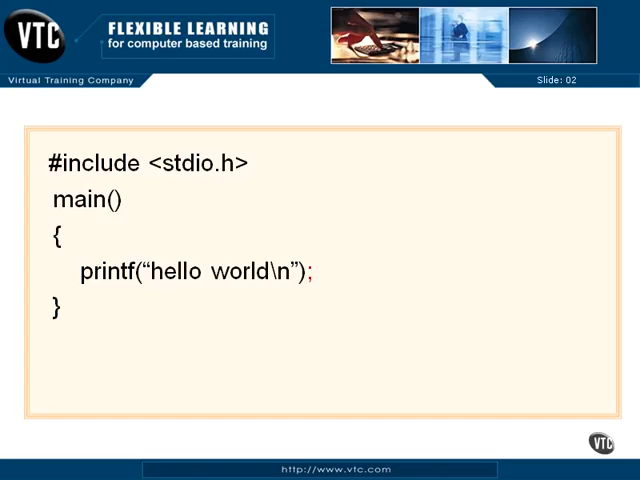 VTC
FLEXIBLE LEARNING
for computer based training
Virtual Training Company
Slide: 02
#include <stdio.h>
main()
{
printf(“hello world\n”);
}
VTC
http://www.vtc.com